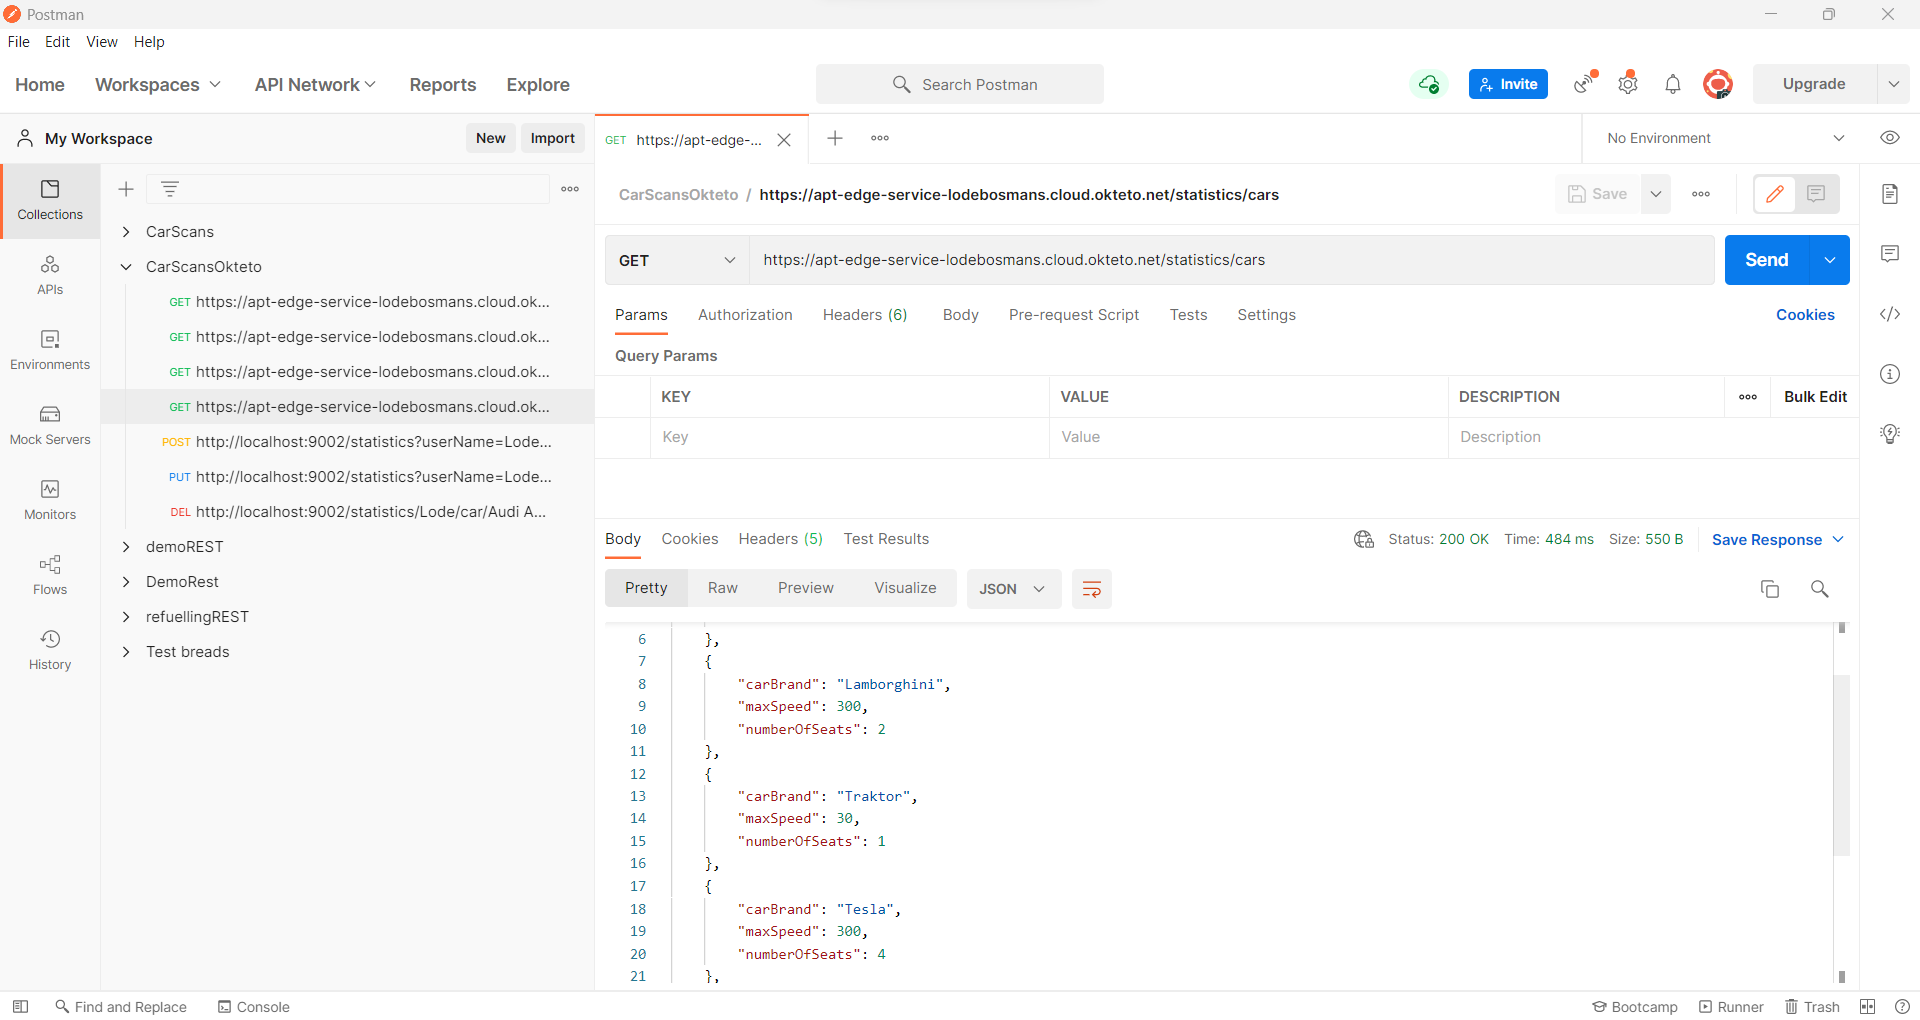 Postman
File Edit View Help
Home Workspaces API Network Reports Explore Search Postman Invite Upgrade
My Workspace New Import GET https://apt-edge-... No Environment
Collections
APIs
Environments
Mock Servers
Monitors
Flows
History
CarScans
CarScansOkteto
GET https://apt-edge-service-lodebosmans.cloud.ok...
GET https://apt-edge-service-lodebosmans.cloud.ok...
GET https://apt-edge-service-lodebosmans.cloud.ok...
GET https://apt-edge-service-lodebosmans.cloud.ok...
POST http://localhost:9002/statistics?userName=Lode...
PUT http://localhost:9002/statistics?userName=Lode...
DEL http://localhost:9002/statistics/Lode/car/Audi A...
demoREST
DemoRest
refuellingREST
Test breads
CarScansOkteto / https://apt-edge-service-lodebosmans.cloud.okteto.net/statistics/cars Save
GET https://apt-edge-service-lodebosmans.cloud.okteto.net/statistics/cars Send
Params Authorization Headers (6) Body Pre-request Script Tests Settings Cookies
Query Params
KEY VALUE DESCRIPTION Bulk Edit
Key Value Description
Body Cookies Headers (5) Test Results Status: 200 OK Time: 484 ms Size: 550 B Save Response
Pretty Raw Preview Visualize JSON
6 },
7 {
8 "carBrand": "Lamborghini",
9 "maxSpeed": 300,
10 "numberOfSeats": 2
11 },
12 {
13 "carBrand": "Traktor",
14 "maxSpeed": 30,
15 "numberOfSeats": 1
16 },
17 {
18 "carBrand": "Tesla",
19 "maxSpeed": 300,
20 "numberOfSeats": 4
21 },
Find and Replace Console Bootcamp Runner Trash